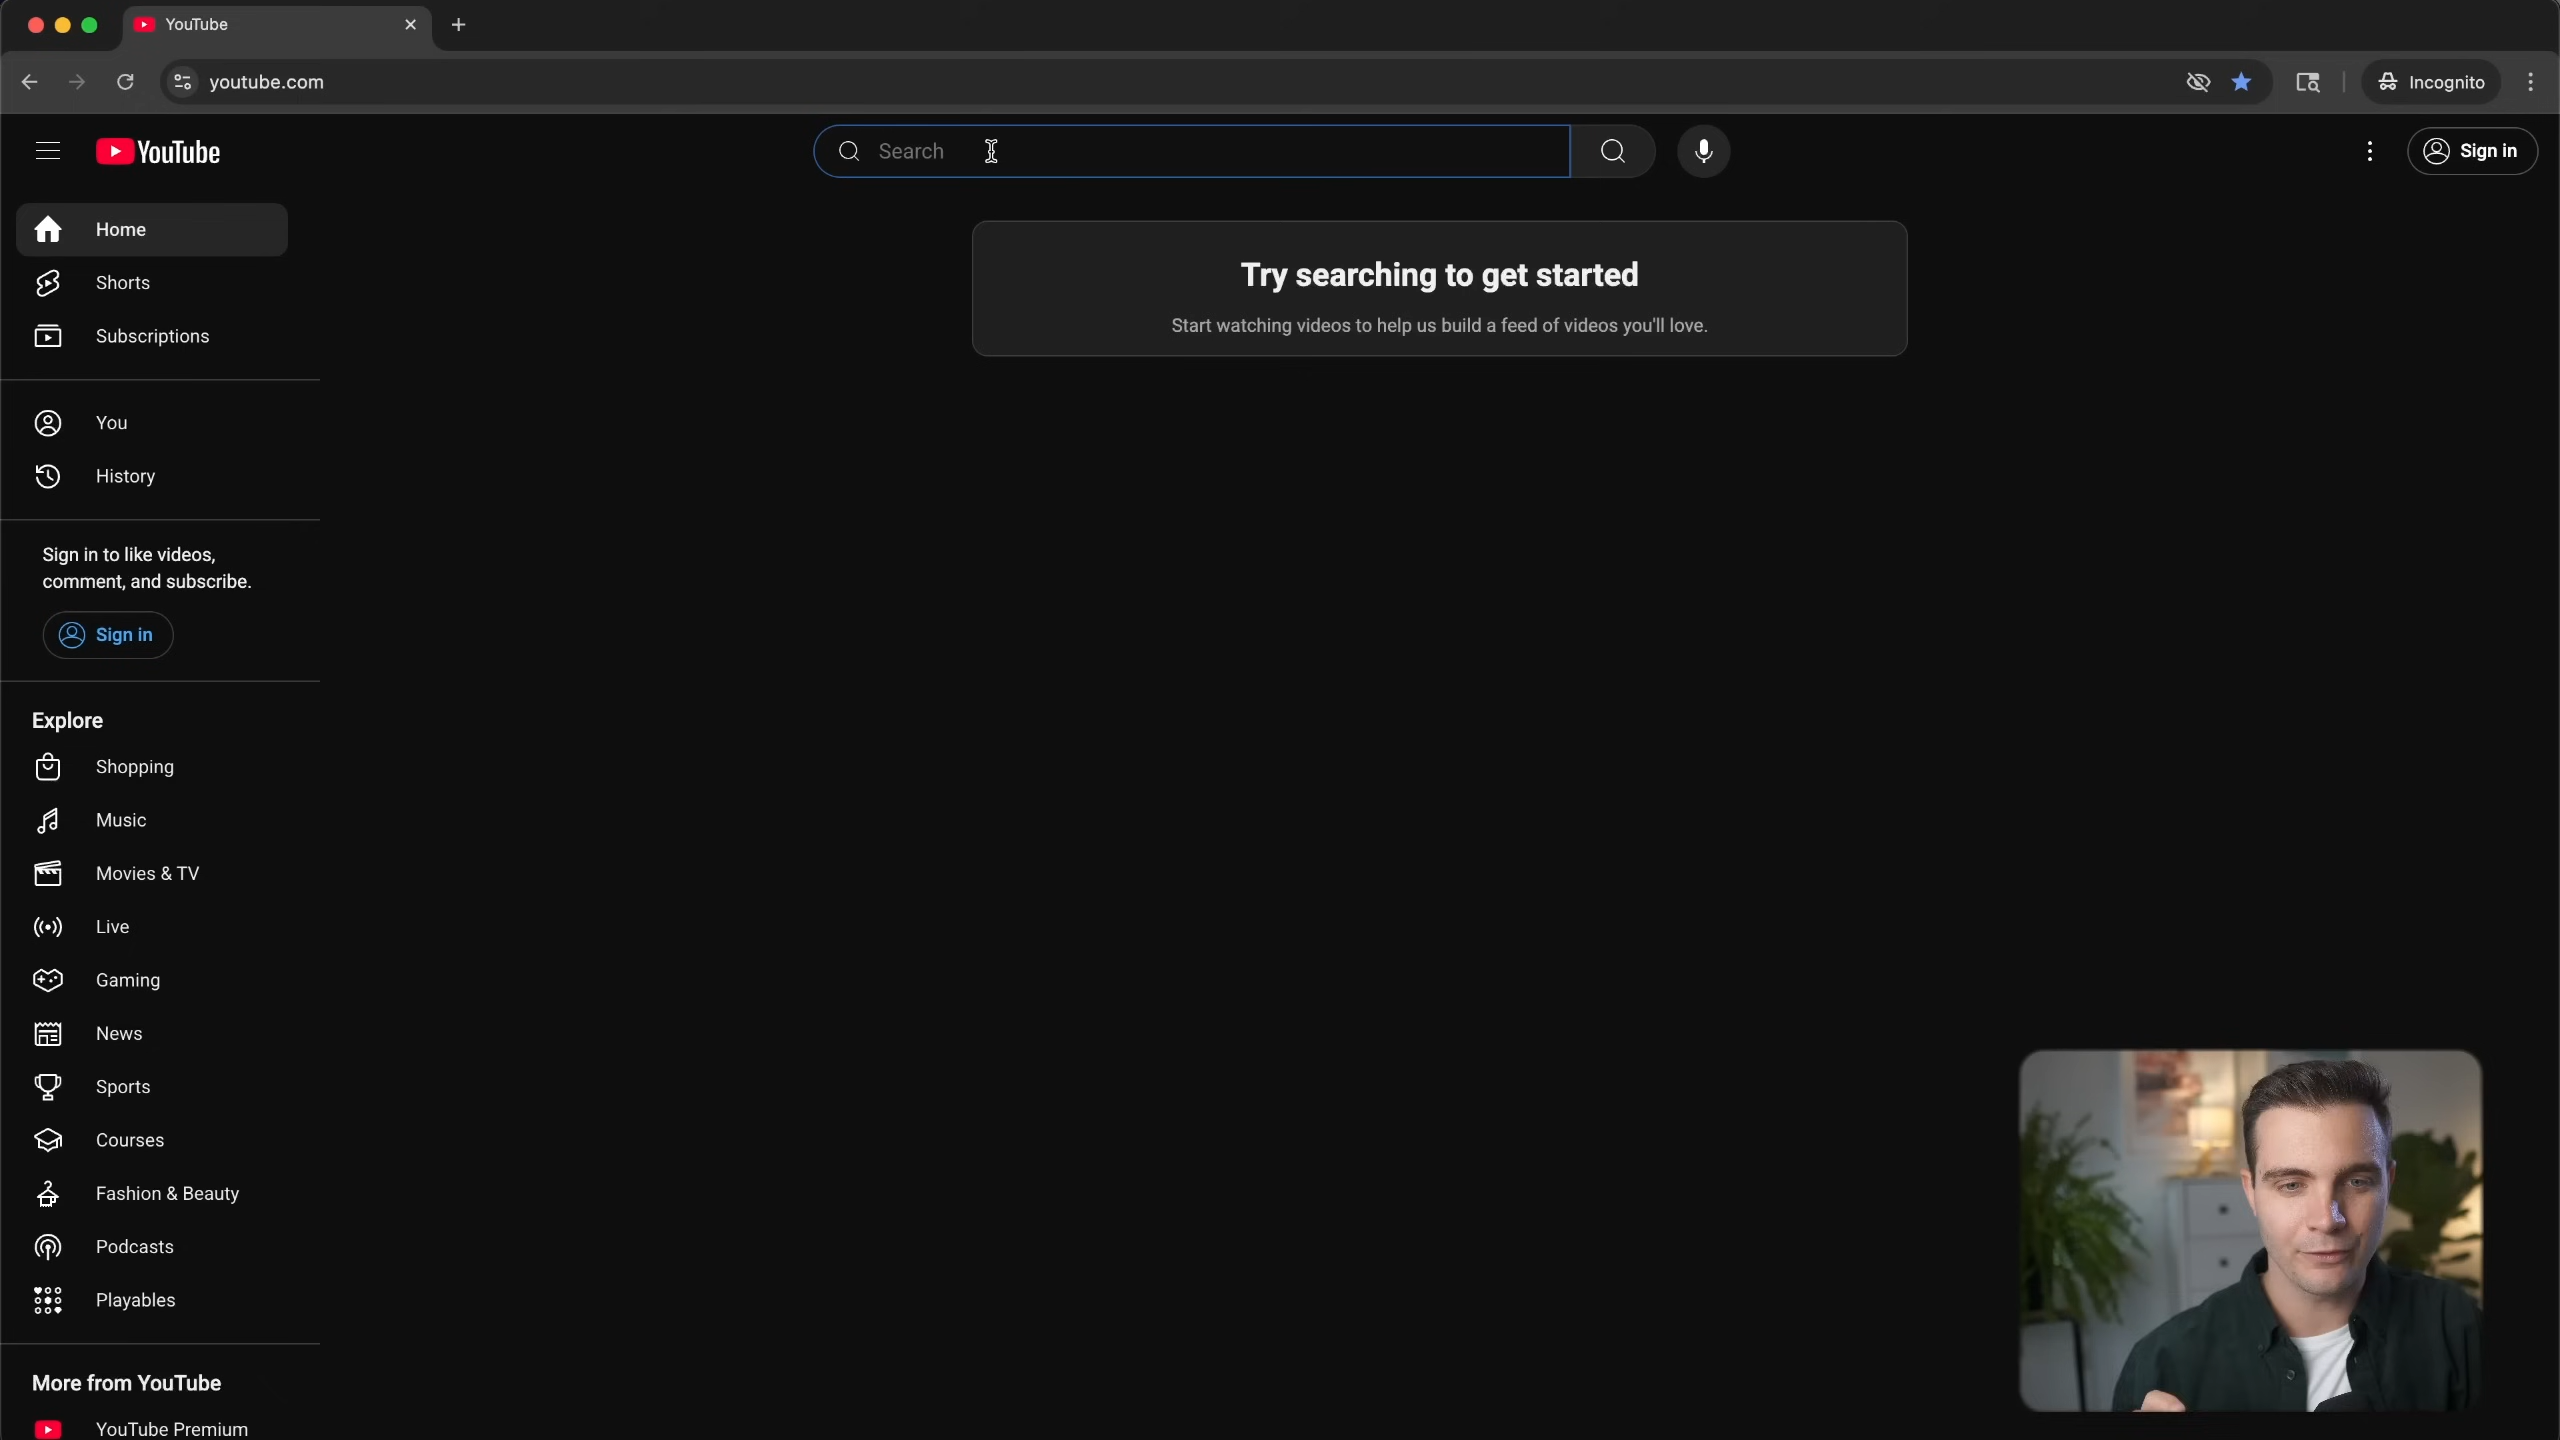 YouTube
youtube.com
Incognito
YouTube
Search
Sign in
Home
Shorts
Subscriptions
You
History
Sign in to like videos,
comment, and subscribe.
Sign in
Explore
Shopping
Music
Movies & TV
Live
Gaming
News
Sports
Courses
Fashion & Beauty
Podcasts
Playables
More from YouTube
YouTube Premium
Try searching to get started
Start watching videos to help us build a feed of videos you'll love.